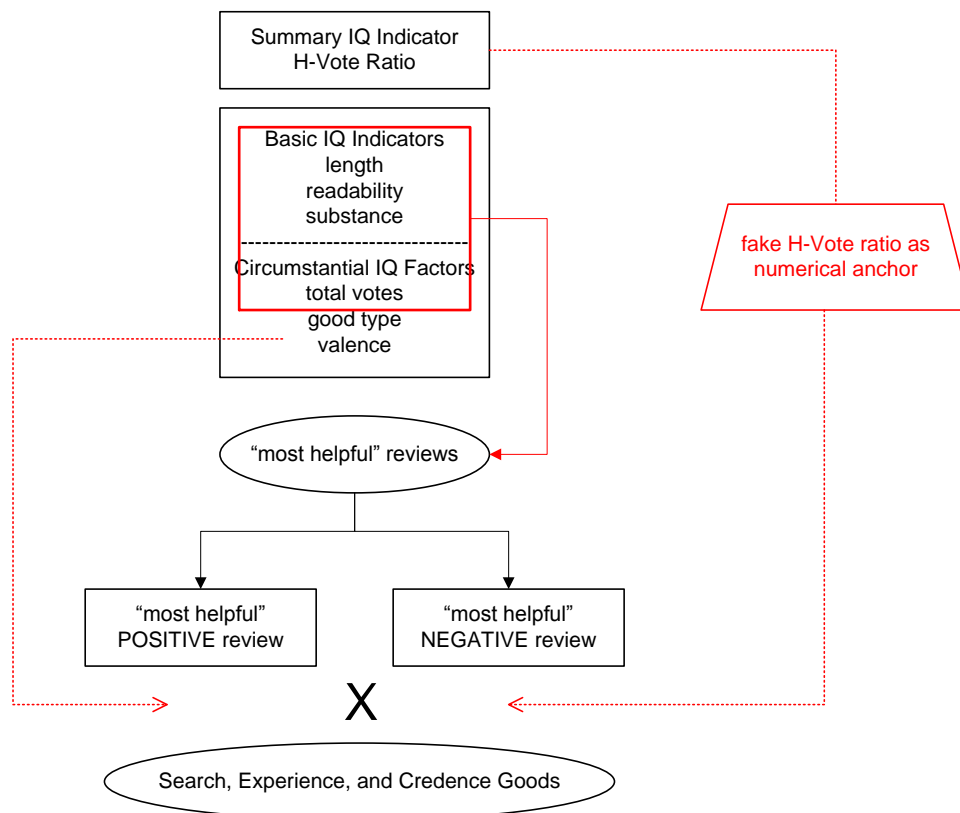 Summary IQ Indicator
H-Vote Ratio
Basic IQ Indicators
length
readability
substance
Circumstantial IQ Factors
total votes
good type
valence
fake H-Vote ratio as
numerical anchor
“most helpful” reviews
“most helpful”
POSITIVE review
“most helpful”
NEGATIVE review
X
Search, Experience, and Credence Goods